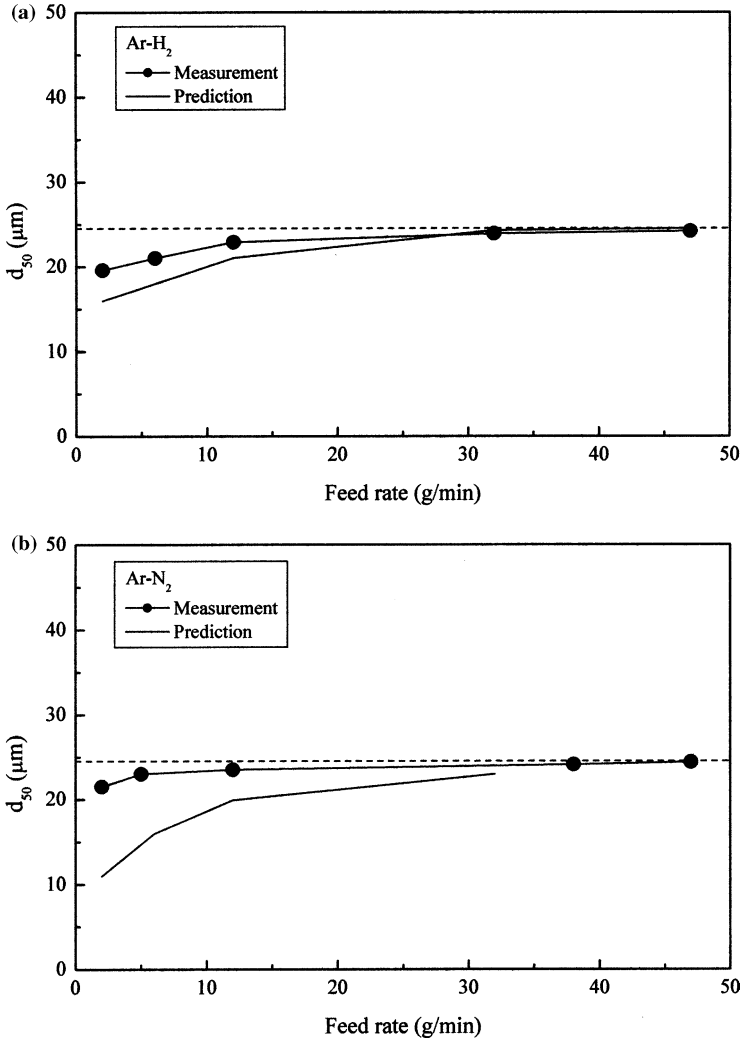 (a)
50
40
30
20
10
0
d50 (μm)
Ar-H2
Measurement
Prediction
0 10 20 30 40 50
Feed rate (g/min)
(b)
50
40
30
20
10
0
d50 (μm)
Ar-N2
Measurement
Prediction
0 10 20 30 40 50
Feed rate (g/min)